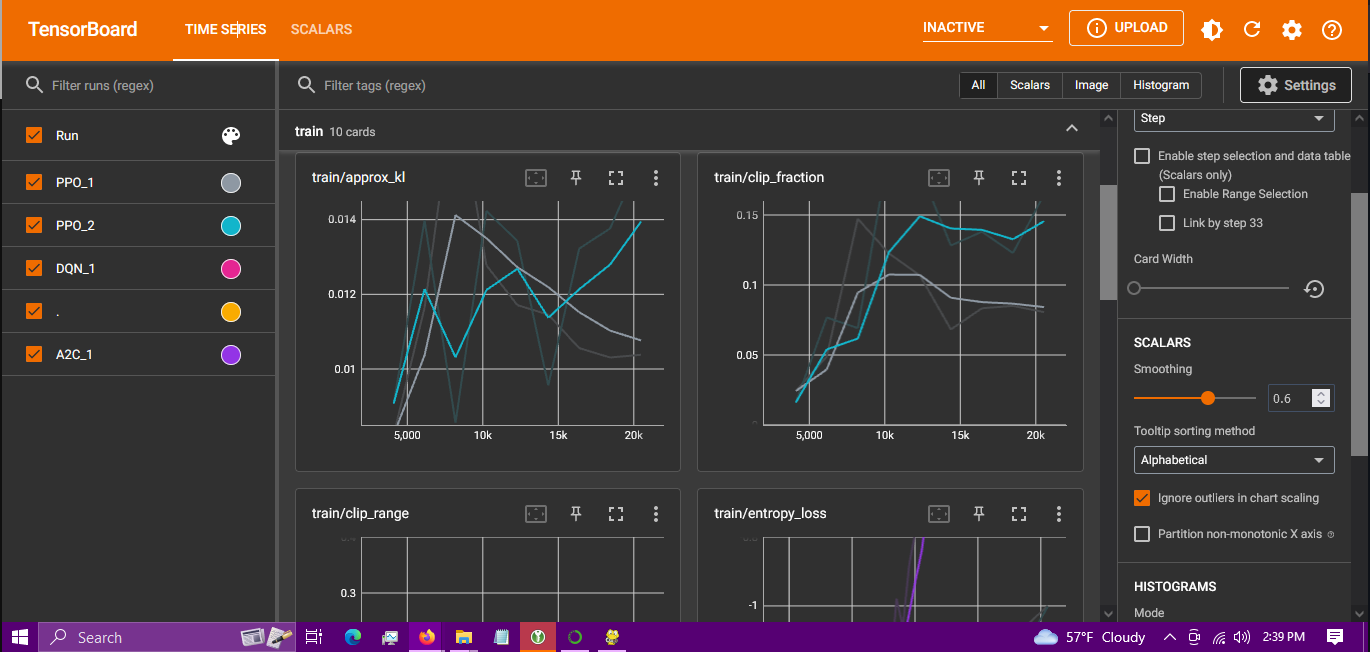 TensorBoard TIME SERIES SCALARS INACTIVE UPLOAD
Filter runs (regex)
Run
PPO_1
PPO_2
DQN_1
.
A2C_1
Filter tags (regex) All Scalars Image Histogram Settings
train 10 cards
train/approx_kl
0.014
0.012
0.01
5,000 10k 15k 20k
train/clip_fraction
0.15
0.1
0.05
5,000 10k 15k 20k
train/clip_range
0.3
train/entropy_loss
-1
Step
Enable step selection and data table
(Scalars only)
Enable Range Selection
Link by step 33
Card Width
SCALARS
Smoothing
0.6
Tooltip sorting method
Alphabetical
Ignore outliers in chart scaling
Partition non-monotonic X axis
HISTOGRAMS
Mode
Search 57°F Cloudy 2:39 PM